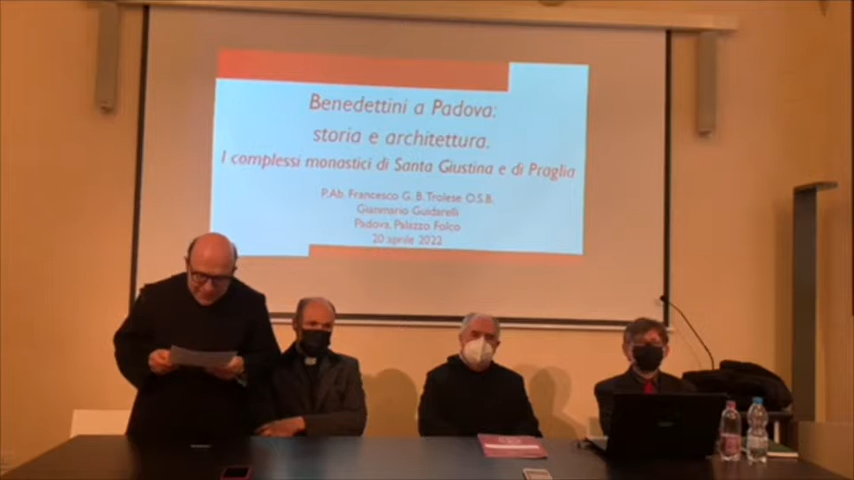 Benedettini a Padova:
storia e architettura.
I complessi monastici di Santa Giustina e di Praglia
P.Ab. Francesco G. B. Trolese O.S.B.
Gianmario Guidarelli
Padova, Palazzo Folco
20 aprile 2022